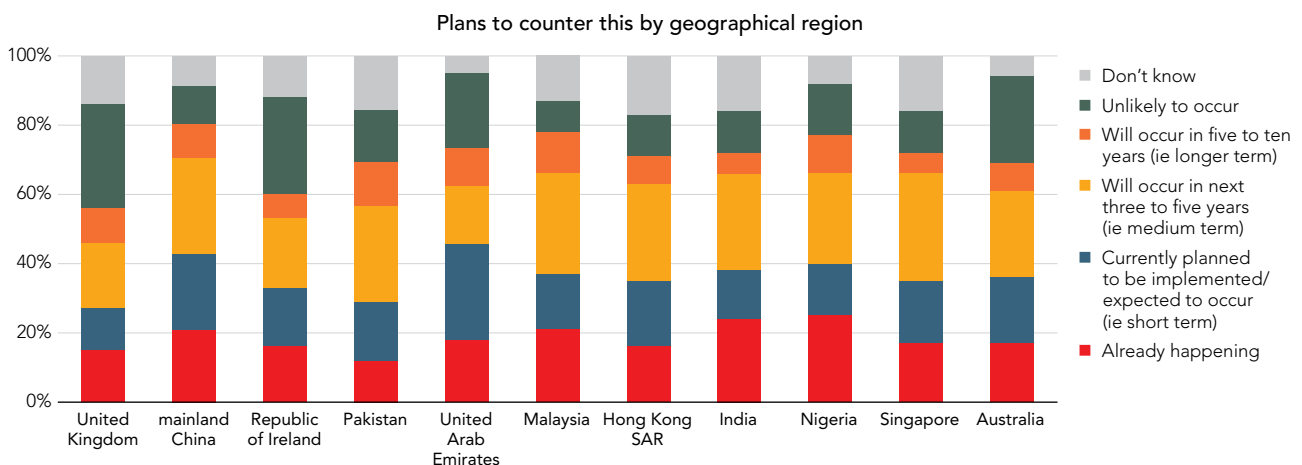 Plans to counter this by geographical region
100%
80%
60%
40%
20%
0%
United
Kingdom
mainland
China
Republic
of Ireland
Pakistan
United
Arab
Emirates
Malaysia
Hong Kong
SAR
India
Nigeria
Singapore
Australia
Don't know
Unlikely to occur
Will occur in five to ten
years (ie longer term)
Will occur in next
three to five years
(ie medium term)
Currently planned
to be implemented/
expected to occur
(ie short term)
Already happening